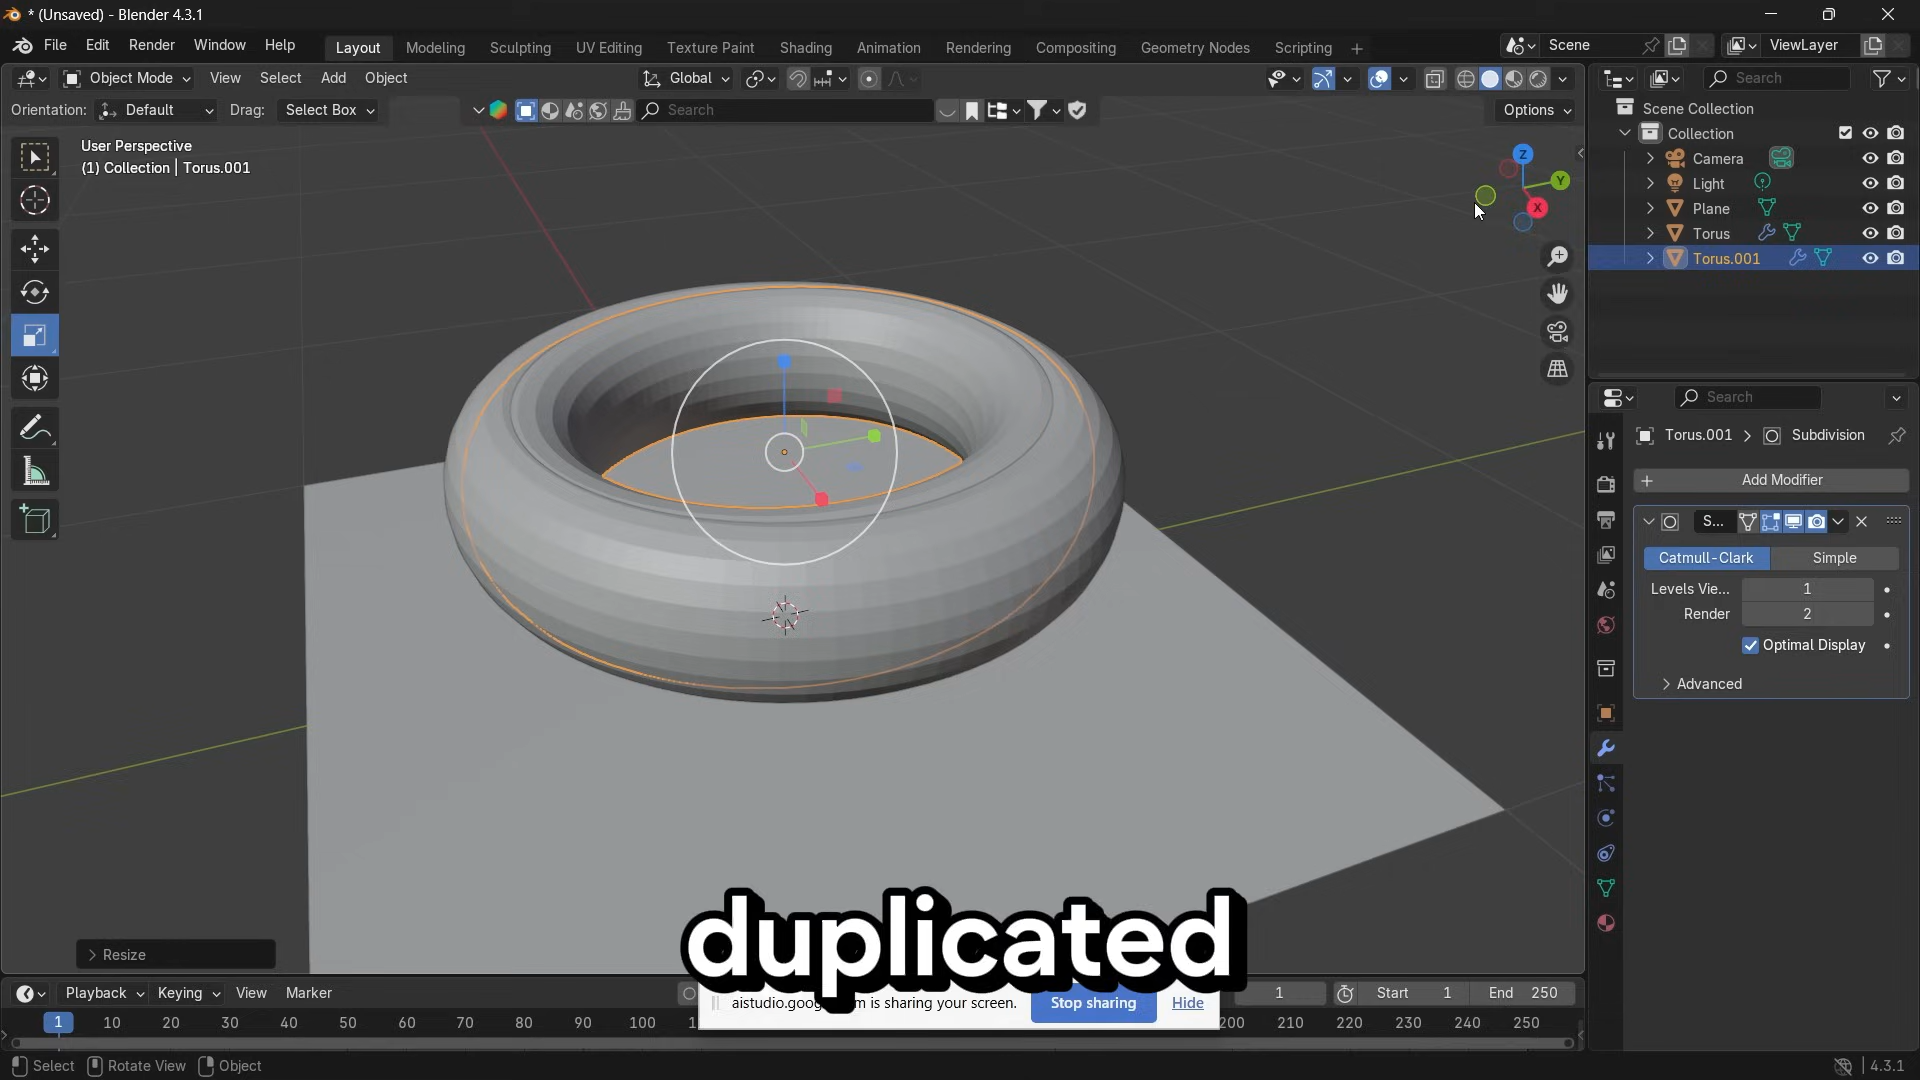 * (Unsaved) - Blender 4.3.1
File Edit Render Window Help
Layout Modeling Sculpting UV Editing Texture Paint Shading Animation Rendering Compositing Geometry Nodes Scripting +
Scene
ViewLayer
Object Mode View Select Add Object
Global
Search
Orientation: Default Drag: Select Box
Search
Options
User Perspective
(1) Collection | Torus.001
Z
Y
X
Scene Collection
Collection
Camera
Light
Plane
Torus
Torus.001
Search
Torus.001 > Subdivision
+ Add Modifier
S...
Catmull-Clark Simple
Levels Vie... 1
Render 2
Optimal Display
> Advanced
> Resize
duplicated
Playback Keying View Marker
1 Start 1 End 250
is sharing your screen. Stop sharing Hide
1 10 20 30 40 50 60 70 80 90 100 200 210 220 230 240 250
Select Rotate View Object
4.3.1